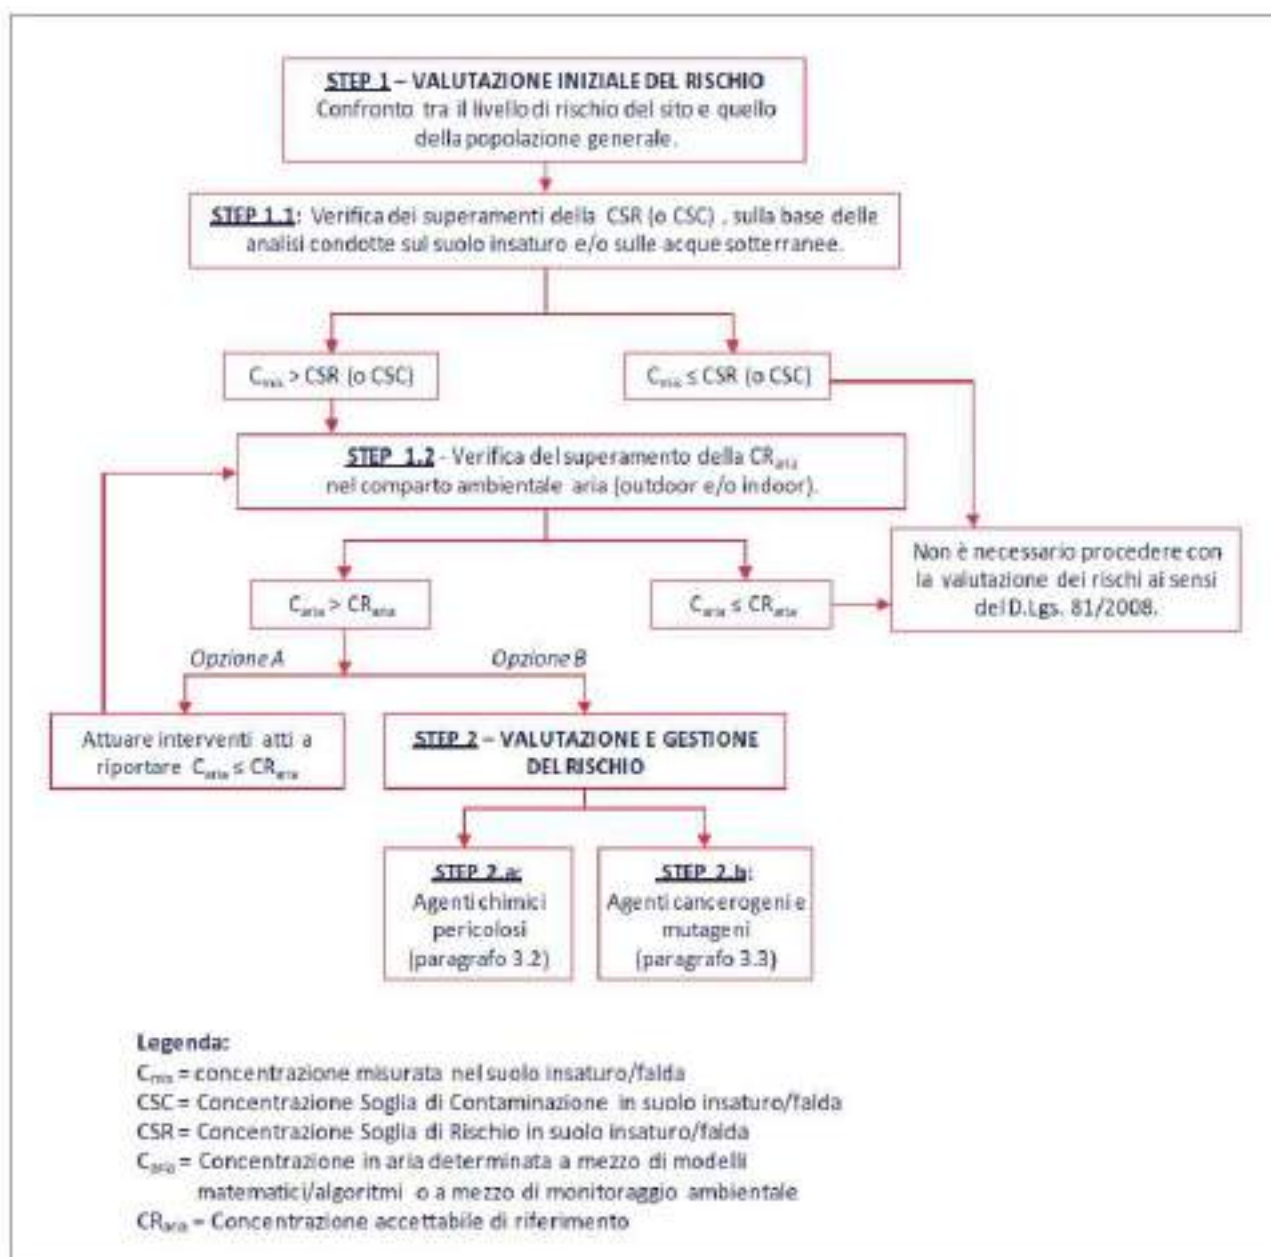 STEP 1 – VALUTAZIONE INIZIALE DEL RISCHIO
Confronto tra il livello di rischio del sito e quello
della popolazione generale.
STEP 1.1: Verifica dei superamenti della CSR (o CSC) , sulla base delle
analisi condotte sul suolo insaturo e/o sulle acque sotterranee.
Cmis > CSR (o CSC)
Cmis ≤ CSR (o CSC)
STEP 1.2 - Verifica del superamento della CRaria
nel comparto ambientale aria (outdoor e/o indoor).
Non è necessario procedere con
la valutazione dei rischi ai sensi
del D.Lgs. 81/2008.
Caria > CRaria
Caria ≤ CRaria
Opzione A
Opzione B
Attuare interventi atti a
riportare Caria ≤ CRaria
STEP 2 – VALUTAZIONE E GESTIONE
DEL RISCHIO
STEP 2.a:
Agenti chimici
pericolosi
(paragrafo 3.2)
STEP 2.b:
Agenti cancerogeni e
mutageni
(paragrafo 3.3)
Legenda:
Cmis = concentrazione misurata nel suolo insaturo/falda
CSC = Concentrazione Soglia di Contaminazione in suolo insaturo/falda
CSR = Concentrazione Soglia di Rischio in suolo insaturo/falda
Caria = Concentrazione in aria determinata a mezzo di modelli
matematici/algoritmi o a mezzo di monitoraggio ambientale
CRaria = Concentrazione accettabile di riferimento